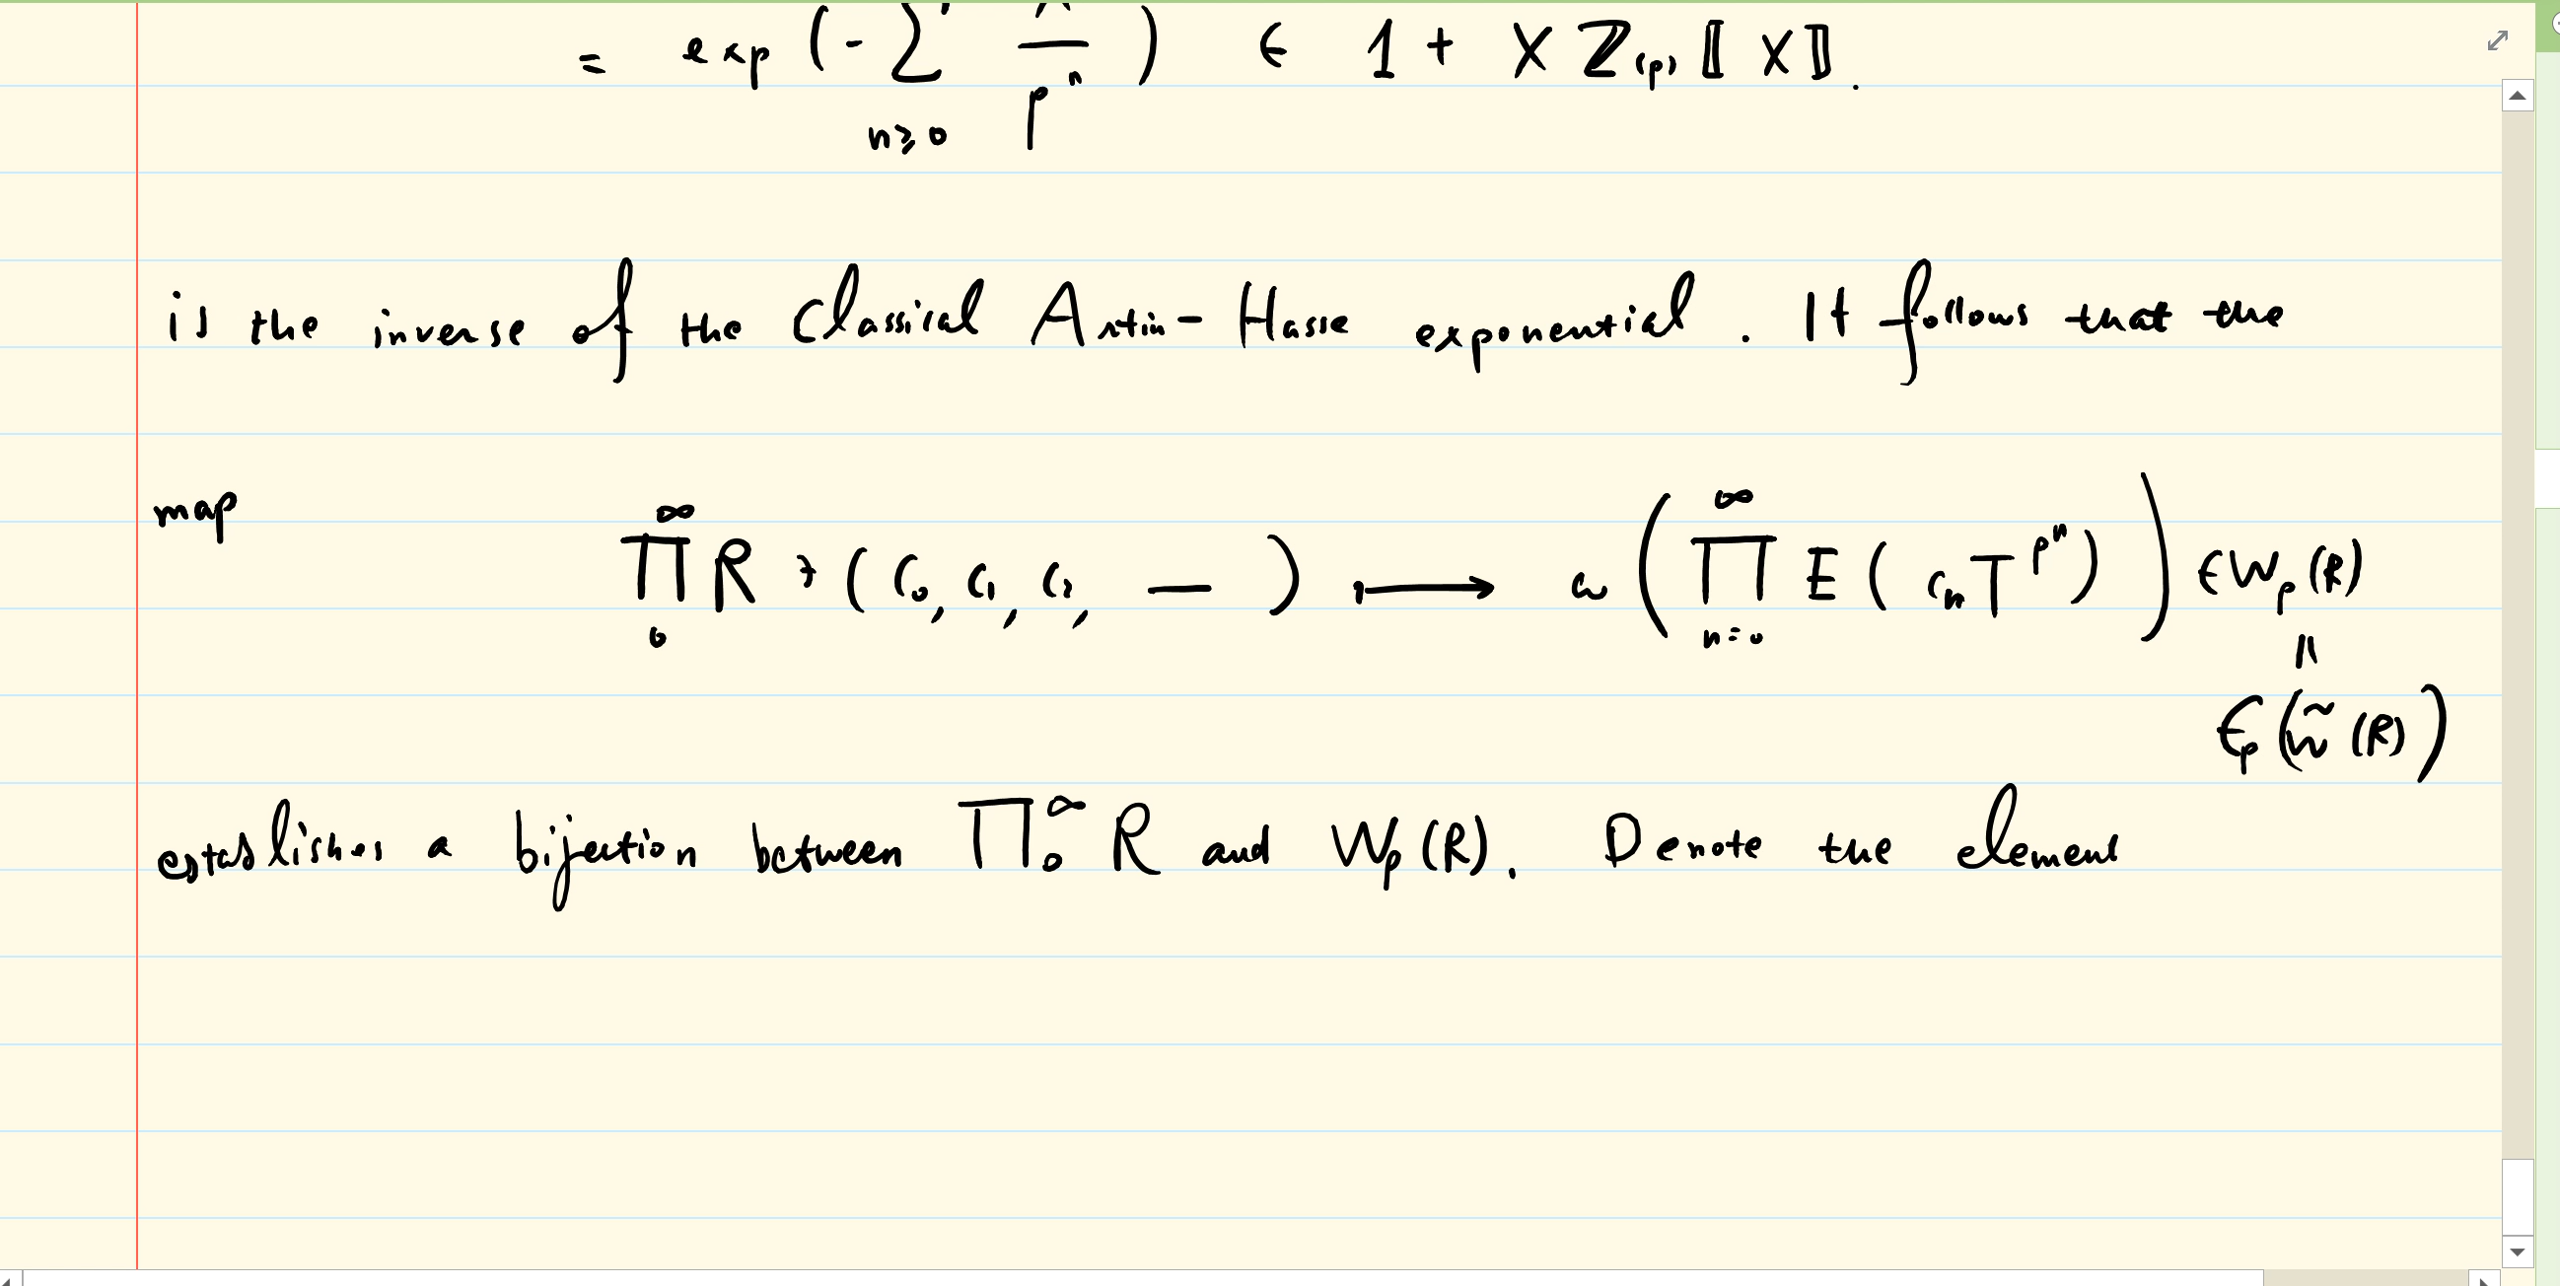 = exp (- ∑_{n≥0} X / p^n ) ∈ 1 + X ℤ_(p) ⟦X⟧.
is the inverse of the Classical Artin-Hasse exponential. It follows that the
map
∏_0^∞ R ∋ (c_0, c_1, c_2, — ) ⟼ ω ( ∏_{n=0}^∞ E ( c_n T^{p^n} ) ) ∈ W_p (R)
||
ϵ_p ( W̃ (R) )
establishes a bijection between ∏_0^∞ R and W_p (R). Denote the element